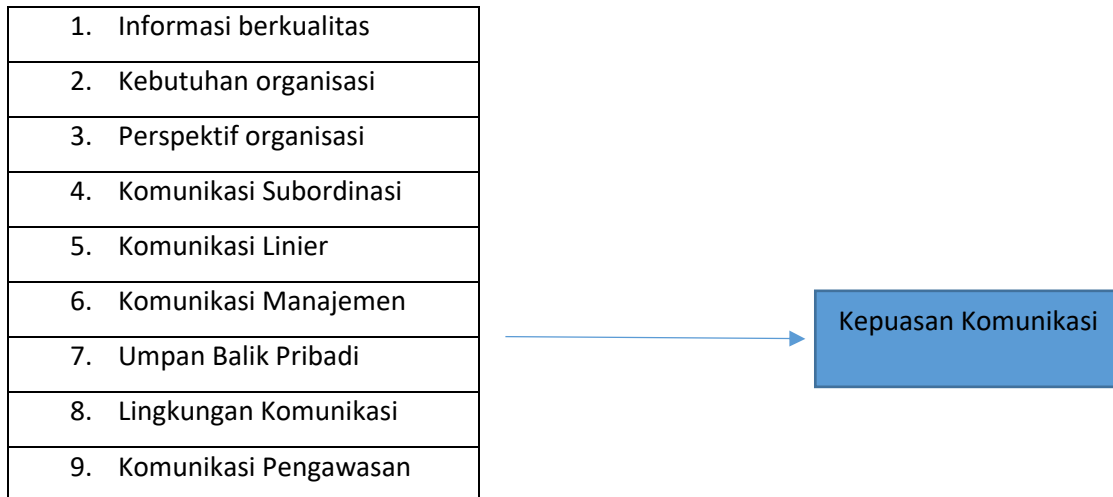 1. Informasi berkualitas
2. Kebutuhan organisasi
3. Perspektif organisasi
4. Komunikasi Subordinasi
5. Komunikasi Linier
6. Komunikasi Manajemen
7. Umpan Balik Pribadi
8. Lingkungan Komunikasi
9. Komunikasi Pengawasan
Kepuasan Komunikasi